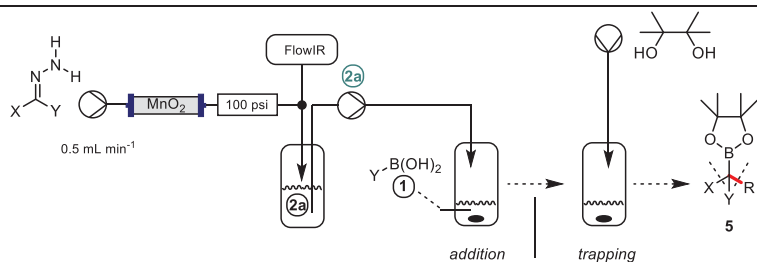 H
N
N
H
X
Y
0.5 mL min⁻¹
MnO₂
100 psi
FlowIR
2a
2a
Y
B(OH)₂
1
addition
HO
OH
trapping
O
O
B
X
R
Y
5